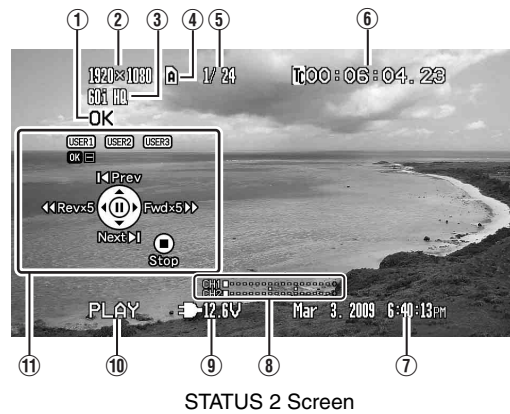 ① ② ③ ④ ⑤ ⑥
1920×1080 A 1/ 24 TC 00:06:04.23
60i HQ
OK
USER1 USER2 USER3
OK
Prev
Rev×5 Fwd×5
Next
Stop
CH1
CH2
PLAY 12.6V Mar 3. 2009 6:40:13PM
⑪ ⑩ ⑨ ⑧ ⑦
STATUS 2 Screen